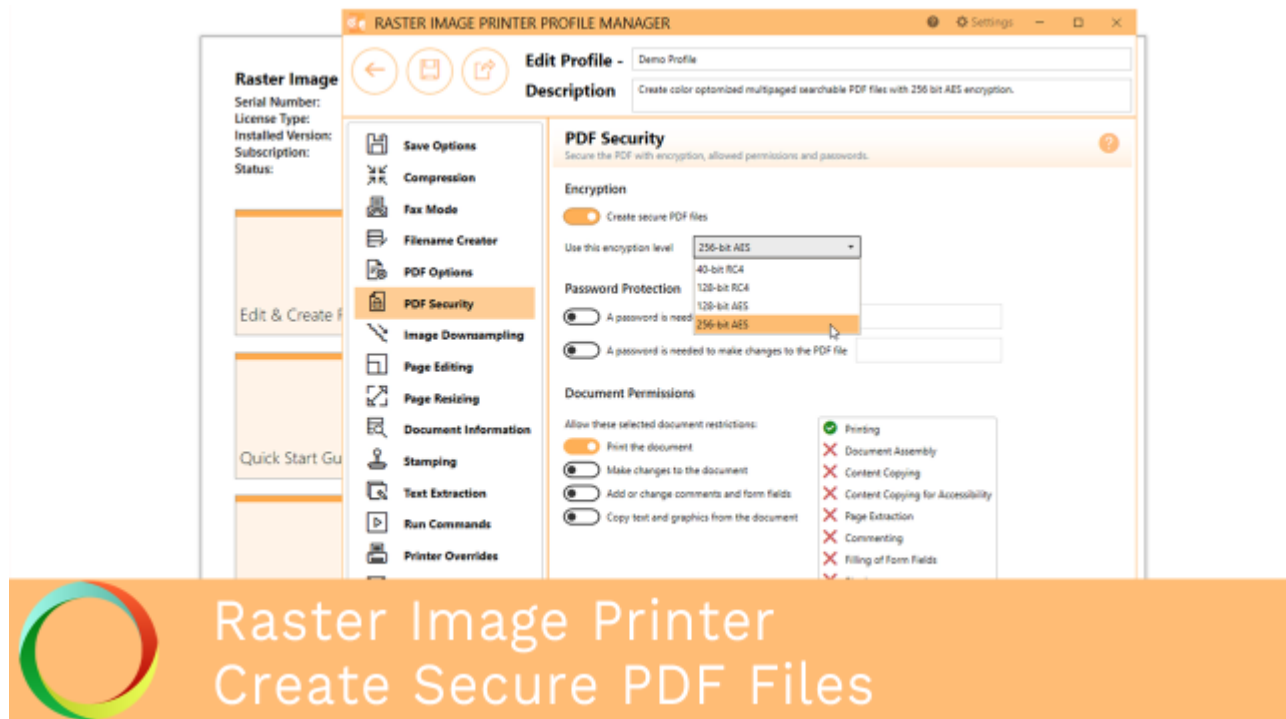 RASTER IMAGE PRINTER PROFILE MANAGER
Settings
Edit Profile -
Demo Profile
Description
Create color optomized multipaged searchable PDF files with 256 bit AES encryption.
Raster Image
Serial Number:
License Type:
Installed Version:
Subscription:
Status:
Edit & Create
Quick Start Gu
Save Options
Compression
Fax Mode
Filename Creator
PDF Options
PDF Security
Image Downsampling
Page Editing
Page Resizing
Document Information
Stamping
Text Extraction
Run Commands
Printer Overrides
PDF Security
Secure the PDF with encryption, allowed permissions and passwords.
Encryption
Create secure PDF files
Use this encryption level
256-bit AES
40-bit RC4
128-bit RC4
128-bit AES
256-bit AES
Password Protection
A password is need
A password is needed to make changes to the PDF file
Document Permissions
Allow these selected document restrictions:
Print the document
Make changes to the document
Add or change comments and form fields
Copy text and graphics from the document
Printing
Document Assembly
Content Copying
Content Copying for Accessibility
Page Extraction
Commenting
Filling of Form Fields
Raster Image Printer
Create Secure PDF Files